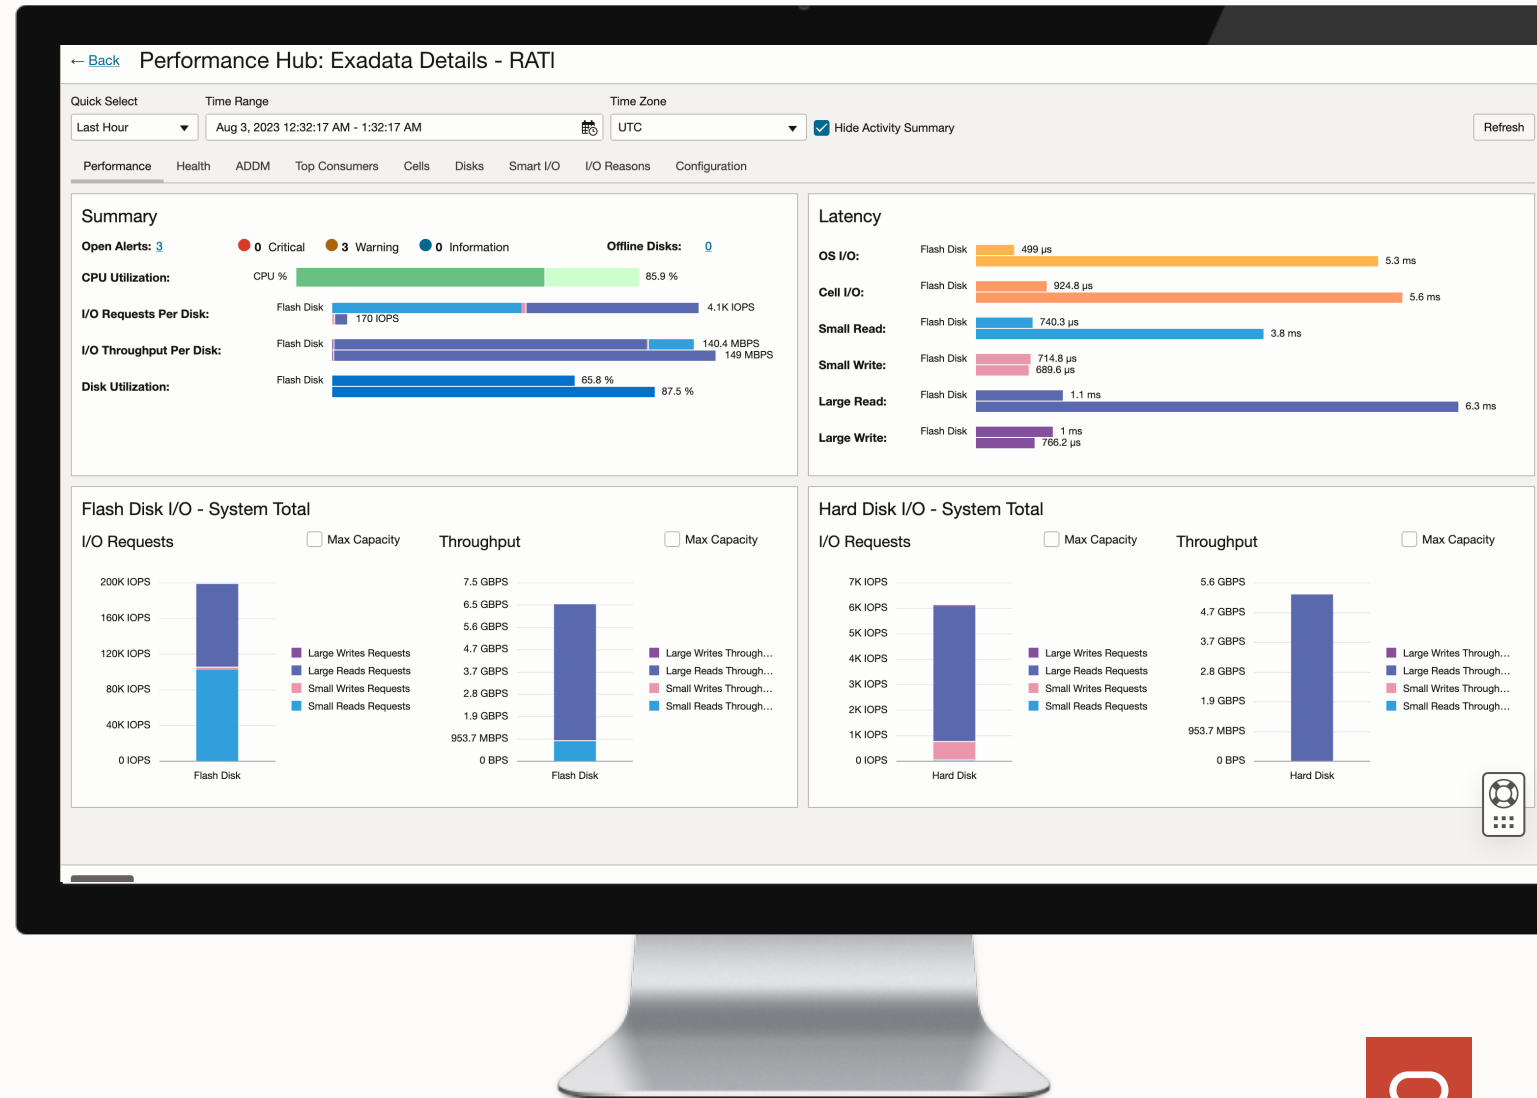 ← Back Performance Hub: Exadata Details - RATI
Quick Select Time Range Time Zone
Last Hour Aug 3, 2023 12:32:17 AM - 1:32:17 AM UTC Hide Activity Summary Refresh
Performance Health ADDM Top Consumers Cells Disks Smart I/O I/O Reasons Configuration
Summary
Open Alerts: 3 0 Critical 3 Warning 0 Information Offline Disks: 0
CPU Utilization: CPU % 85.9 %
I/O Requests Per Disk: Flash Disk 4.1K IOPS
170 IOPS
I/O Throughput Per Disk: Flash Disk 140.4 MBPS
149 MBPS
Disk Utilization: Flash Disk 65.8 %
87.5 %
Latency
OS I/O: Flash Disk 499 µs
5.3 ms
Cell I/O: Flash Disk 924.8 µs
5.6 ms
Small Read: Flash Disk 740.3 µs
3.8 ms
Small Write: Flash Disk 714.8 µs
689.6 µs
Large Read: Flash Disk 1.1 ms
6.3 ms
Large Write: Flash Disk 1 ms
766.2 µs
Flash Disk I/O - System Total
I/O Requests Max Capacity
200K IOPS
160K IOPS
120K IOPS
80K IOPS
40K IOPS
0 IOPS
Flash Disk
Large Writes Requests
Large Reads Requests
Small Writes Requests
Small Reads Requests
Throughput Max Capacity
7.5 GBPS
6.5 GBPS
5.6 GBPS
4.7 GBPS
3.7 GBPS
2.8 GBPS
1.9 GBPS
953.7 MBPS
0 BPS
Flash Disk
Large Writes Through...
Large Reads Through...
Small Writes Through...
Small Reads Through...
Hard Disk I/O - System Total
I/O Requests Max Capacity
7K IOPS
6K IOPS
5K IOPS
4K IOPS
3K IOPS
2K IOPS
1K IOPS
0 IOPS
Hard Disk
Large Writes Requests
Large Reads Requests
Small Writes Requests
Small Reads Requests
Throughput Max Capacity
5.6 GBPS
4.7 GBPS
3.7 GBPS
2.8 GBPS
1.9 GBPS
953.7 MBPS
0 BPS
Hard Disk
Large Writes Through...
Large Reads Through...
Small Writes Through...
Small Reads Through...